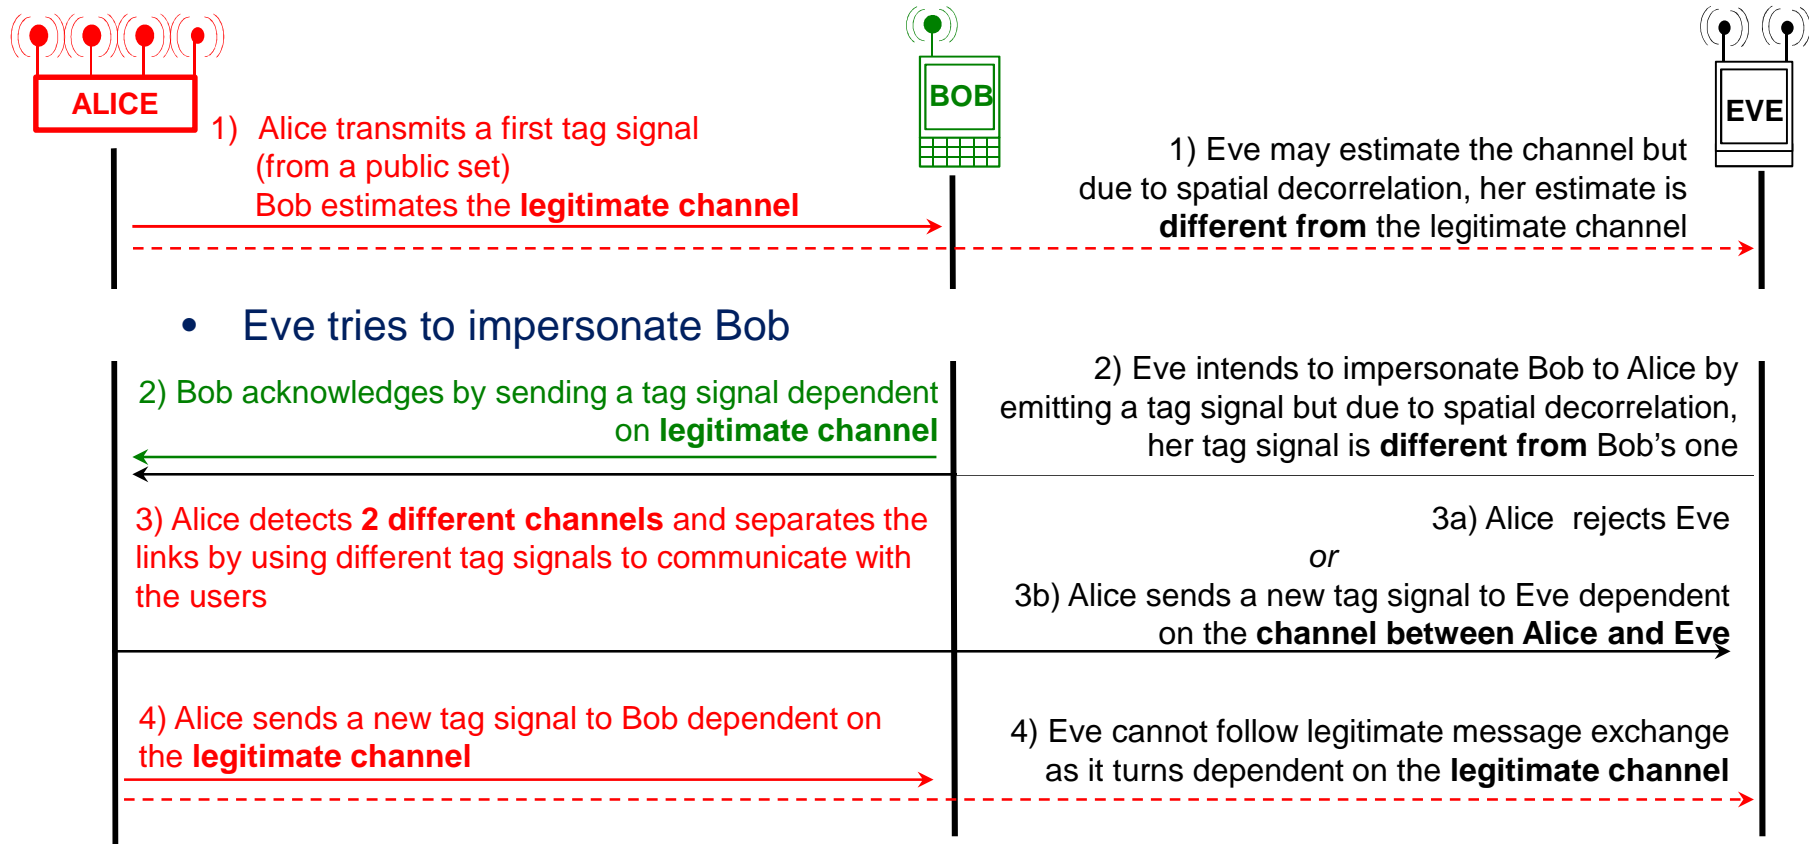 ALICE
BOB
EVE
1) Alice transmits a first tag signal
(from a public set)
Bob estimates the legitimate channel
1) Eve may estimate the channel but
due to spatial decorrelation, her estimate is
different from the legitimate channel
• Eve tries to impersonate Bob
2) Bob acknowledges by sending a tag signal dependent
on legitimate channel
2) Eve intends to impersonate Bob to Alice by
emitting a tag signal but due to spatial decorrelation,
her tag signal is different from Bob's one
3) Alice detects 2 different channels and separates the
links by using different tag signals to communicate with
the users
3a) Alice rejects Eve
or
3b) Alice sends a new tag signal to Eve dependent
on the channel between Alice and Eve
4) Alice sends a new tag signal to Bob dependent on
the legitimate channel
4) Eve cannot follow legitimate message exchange
as it turns dependent on the legitimate channel